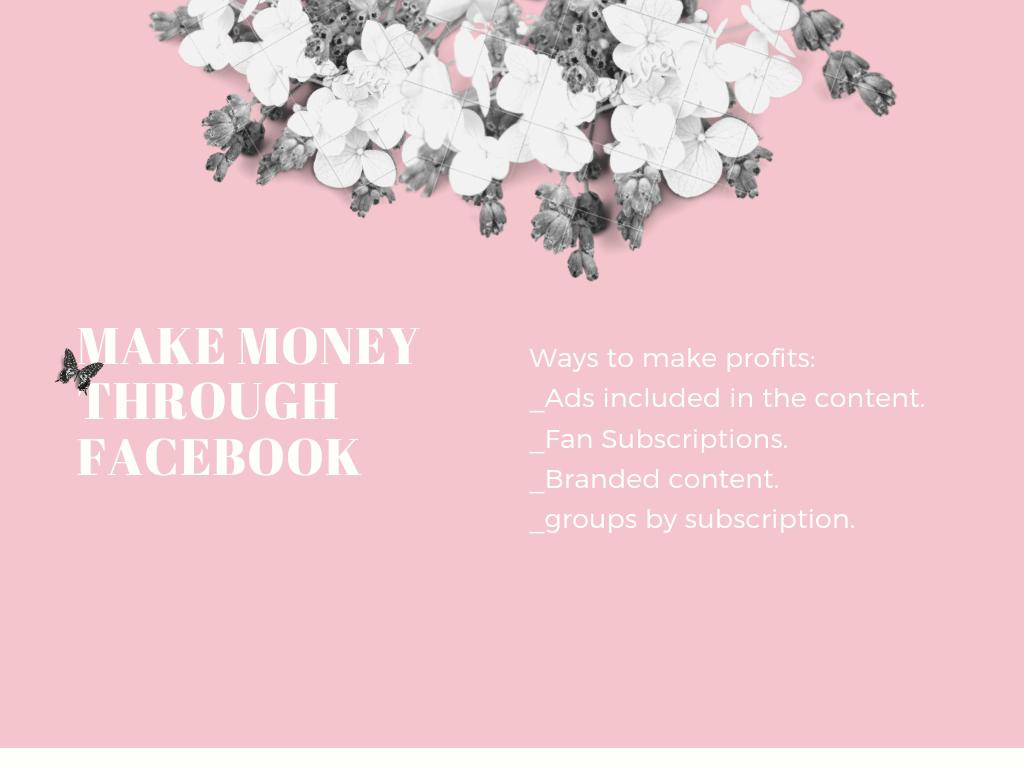 MAKE MONEY
THROUGH
FACEBOOK
Ways to make profits:
_Ads included in the content.
_Fan Subscriptions.
_Branded content.
_groups by subscription.